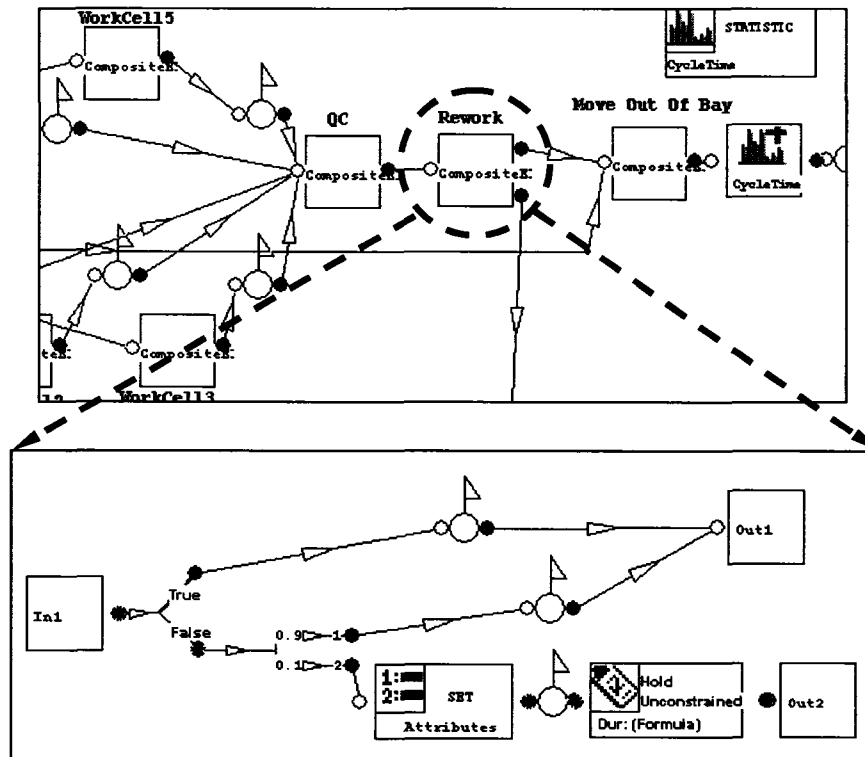 WorkCell5
STATISTIC
CycleTime
CompositeE:
QC
Rework
Move Out Of Bay
CompositeE:
CompositeE:
CompositeE:
CycleTime
CompositeE:
WorkCell3
True
False
In1
Out1
0.9
1
0.1
2
1:
2:
SET
Attributes
Hold
Unconstrained
Dur: (Formula)
Out2